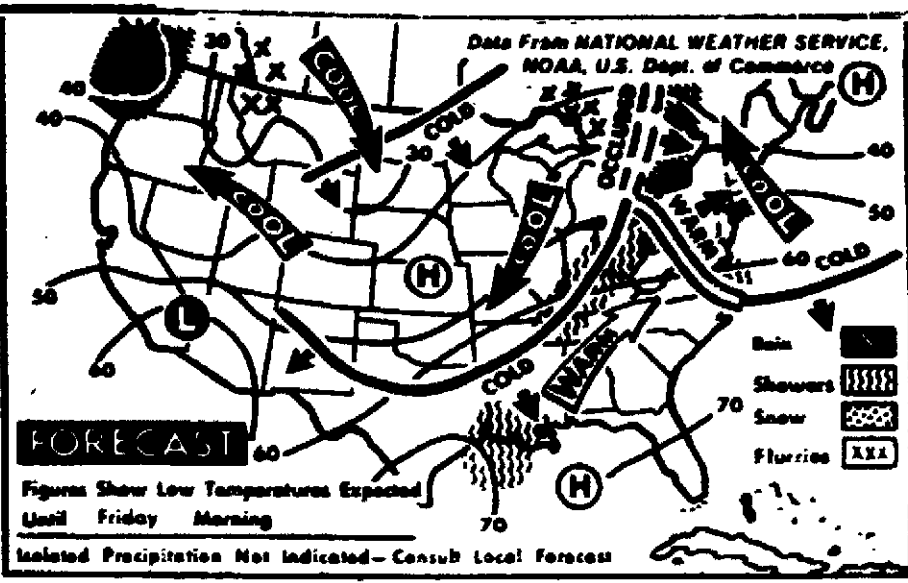 Data From NATIONAL WEATHER SERVICE,
NOAA, U.S. Dept. of Commerce
H
30
COOL
40
40
COLD
30
OCCLUDED
COOL
40
50
COOL
COOL
WARM
H
60 COLD
50
L
60
COLD
WARM
Rain
Showers
Snow
Flurries XXX
70
FORECAST
60
H
70
Figures Show Low Temperatures Expected
Until Friday Morning
Isolated Precipitation Not Indicated – Consult Local Forecast